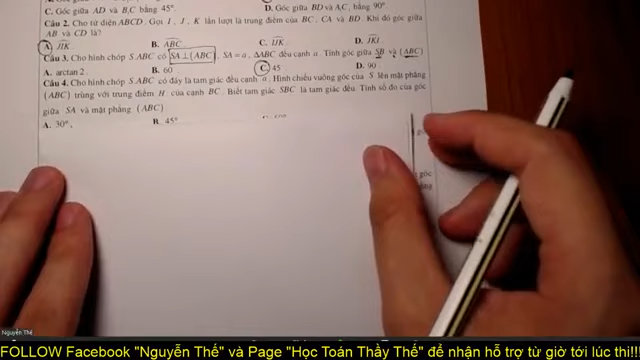 C. Góc giữa AD và B,C bằng 45°.
D. Góc giữa BD và A,C, bằng 90°.
Câu 2. Cho tứ diện ABCD. Gọi I, J, K lần lượt là trung điểm của BC, CA và BD. Khi đó góc giữa
AB và CD là?
A. JIK.
B. ABC
C. IJK.
D. JKI.
Câu 3. Cho hình chóp S.ABC có SA⊥(ABC), SA = a, ΔABC đều cạnh a. Tính góc giữa SB và (ABC)
A. arctan 2.
B. 60
C. 45
D. 90
Câu 4. Cho hình chóp S.ABC có đáy là tam giác đều cạnh a. Hình chiếu vuông góc của S lên mặt phẳng
(ABC) trùng với trung điểm H của cạnh BC. Biết tam giác SBC là tam giác đều. Tính số đo của góc
giữa SA và mặt phẳng (ABC)
A. 30°.
B. 45°
góc
Nguyễn Thế
FOLLOW Facebook "Nguyễn Thế" và Page "Học Toán Thầy Thế" để nhận hỗ trợ từ giờ tới lúc thi!!